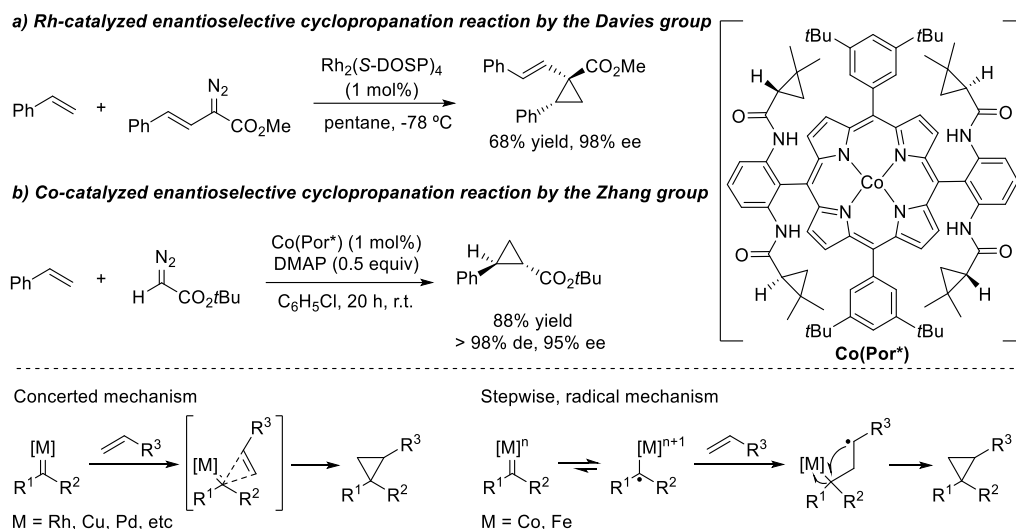 a) Rh-catalyzed enantioselective cyclopropanation reaction by the Davies group
Ph
+
N2
Ph
CO2Me
Rh2(S-DOSP)4
(1 mol%)
pentane, -78 ºC
Ph
CO2Me
Ph
68% yield, 98% ee
b) Co-catalyzed enantioselective cyclopropanation reaction by the Zhang group
Ph
+
N2
H
CO2tBu
Co(Por*) (1 mol%)
DMAP (0.5 equiv)
C6H5Cl, 20 h, r.t.
H
Ph
CO2tBu
88% yield
> 98% de, 95% ee
tBu
tBu
H
H
O
O
NH
HN
N
N
Co
N
N
NH
HN
O
O
H
H
tBu
tBu
Co(Por*)
Concerted mechanism
[M]
R1
R2
R3
R3
[M]
R1
R2
R3
R1
R2
M = Rh, Cu, Pd, etc
Stepwise, radical mechanism
[M]n
R1
R2
[M]n+1
R1
R2
R3
R3
[M]
R1
R2
R3
R1
R2
M = Co, Fe